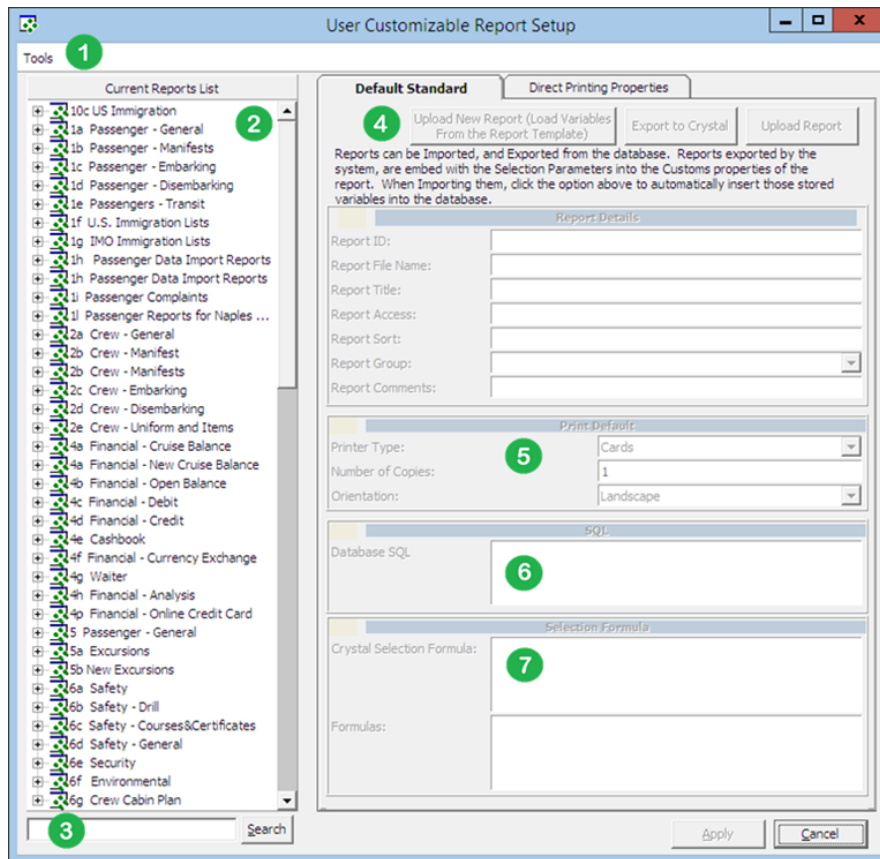 User Customizable Report Setup
Tools
1
Current Reports List
2
10c US Immigration
1a Passenger - General
1b Passenger - Manifests
1c Passenger - Embarking
1d Passenger - Disembarking
1e Passengers - Transit
1f U.S. Immigration Lists
1g IMO Immigration Lists
1h Passenger Data Import Reports
1h Passenger Data Import Reports
1i Passenger Complaints
1l Passenger Reports for Naples ...
2a Crew - General
2b Crew - Manifest
2b Crew - Manifests
2c Crew - Embarking
2d Crew - Disembarking
2e Crew - Uniform and Items
4a Financial - Cruise Balance
4a Financial - New Cruise Balance
4b Financial - Open Balance
4c Financial - Debit
4d Financial - Credit
4e Cashbook
4f Financial - Currency Exchange
4g Waiter
4h Financial - Analysis
4p Financial - Online Credit Card
5 Passenger - General
5a Excursions
5b New Excursions
6a Safety
6b Safety - Drill
6c Safety - Courses&Certificates
6d Safety - General
6e Security
6f Environmental
6g Crew Cabin Plan
3
Search
Default Standard
Direct Printing Properties
4
Upload New Report (Load Variables
From the Report Template)
Export to Crystal
Upload Report
Reports can be Imported, and Exported from the database. Reports exported by the
system, are embed with the Selection Parameters into the Customs properties of the
report. When Importing them, click the option above to automatically insert those stored
variables into the database.
Report Details
Report ID:
Report File Name:
Report Title:
Report Access:
Report Sort:
Report Group:
Report Comments:
Print Default
Printer Type: Cards
5
Number of Copies: 1
Orientation: Landscape
SQL
Database SQL
6
Selection Formula
Crystal Selection Formula:
7
Formulas:
Apply
Cancel